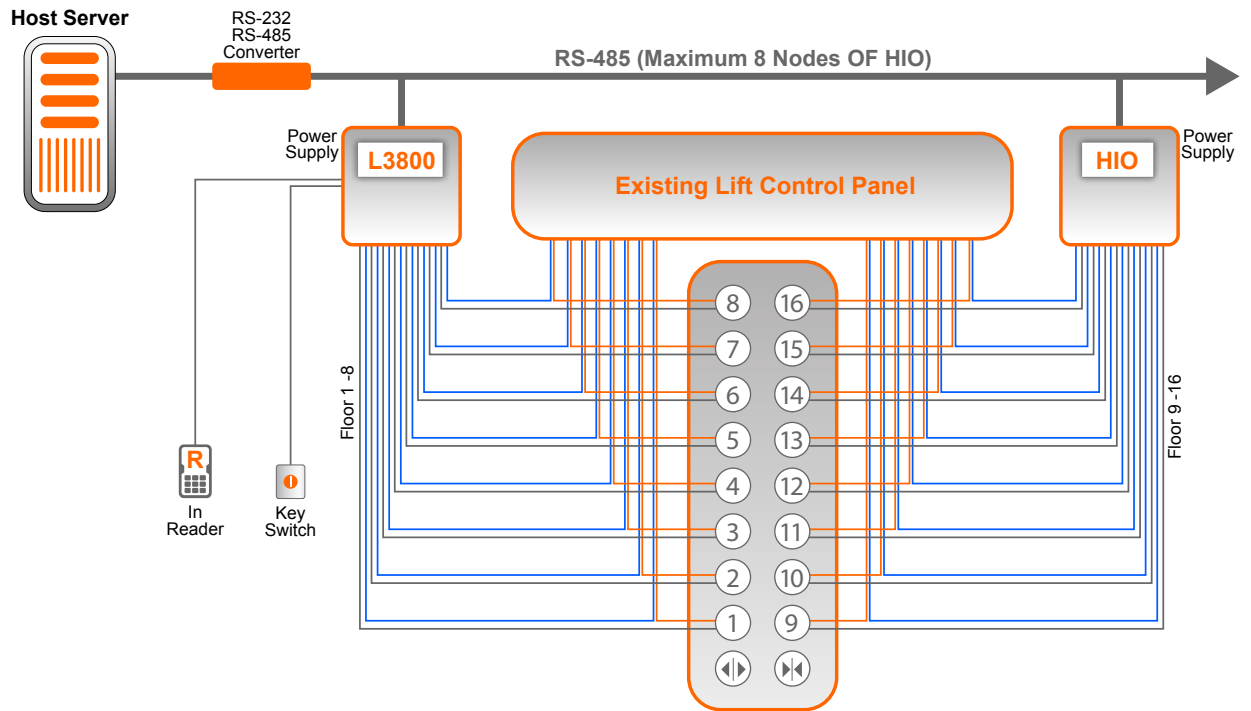 Host Server
RS-232
RS-485
Converter
RS-485 (Maximum 8 Nodes OF HIO)
Power
Supply
L3800
Existing Lift Control Panel
HIO
Power
Supply
8
16
7
15
6
14
5
13
4
12
3
11
2
10
1
9
Floor 1 -8
Floor 9 -16
R
In
Reader
Key
Switch